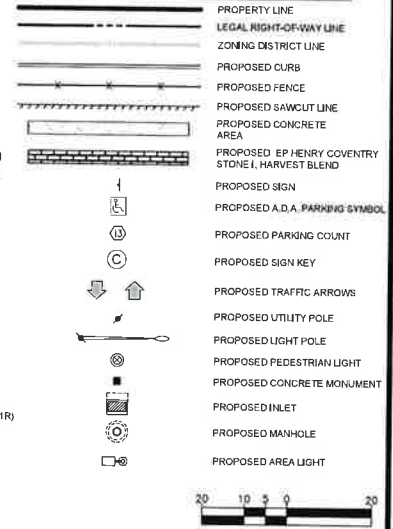 PROPERTY LINE
LEGAL RIGHT-OF-WAY LINE
ZONING DISTRICT LINE
PROPOSED CURB
PROPOSED FENCE
PROPOSED SAWCUT LINE
PROPOSED CONCRETE
AREA
PROPOSED EP HENRY COVENTRY
STONE I, HARVEST BLEND
PROPOSED SIGN
PROPOSED A.D.A. PARKING SYMBOL
13 PROPOSED PARKING COUNT
C PROPOSED SIGN KEY
PROPOSED TRAFFIC ARROWS
PROPOSED UTILITY POLE
PROPOSED LIGHT POLE
PROPOSED PEDESTRIAN LIGHT
PROPOSED CONCRETE MONUMENT
PROPOSED INLET
1R)
PROPOSED MANHOLE
PROPOSED AREA LIGHT
20 10 5 0 20